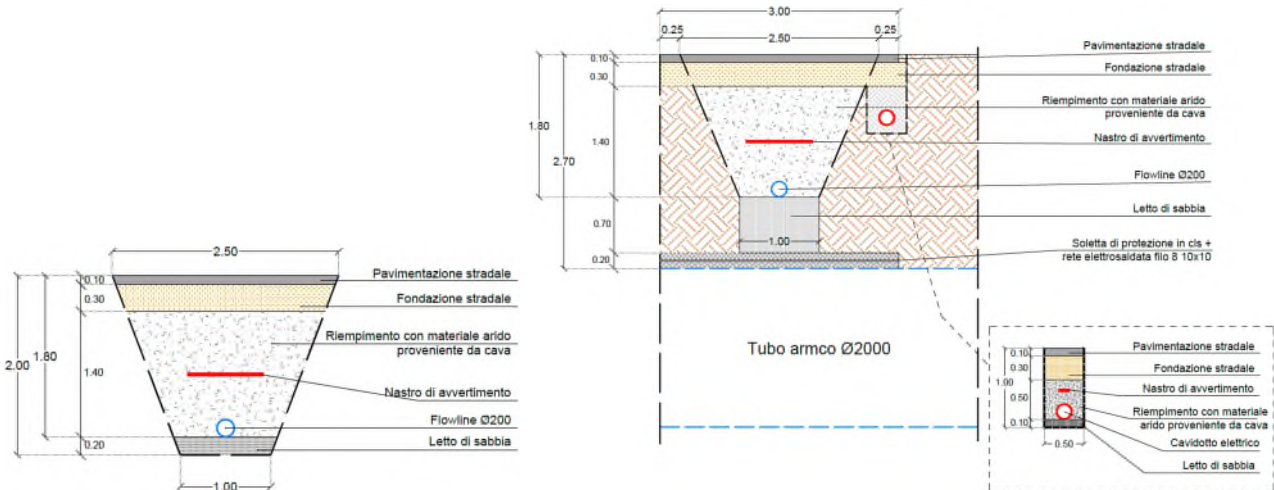 2.50
Pavimentazione stradale
0.10
0.30
Fondazione stradale
Riempimento con materiale arido
proveniente da cava
2.00
1.80
1.40
Nastro di avvertimento
Flowline Ø200
0.20
Letto di sabbia
1.00
3.00
0.25
2.50
0.25
Pavimentazione stradale
0.10
0.30
Fondazione stradale
Riempimento con materiale arido
proveniente da cava
1.80
1.40
2.70
Nastro di avvertimento
Flowline Ø200
0.70
Letto di sabbia
1.00
0.20
Soletta di protezione in cls +
rete elettrosaldata filo 8 10x10
Tubo armco Ø2000
0.10
Pavimentazione stradale
0.30
Fondazione stradale
1.00
0.50
Nastro di avvertimento
Riempimento con materiale
arido proveniente da cava
0.10
Cavidotto elettrico
0.50
Letto di sabbia